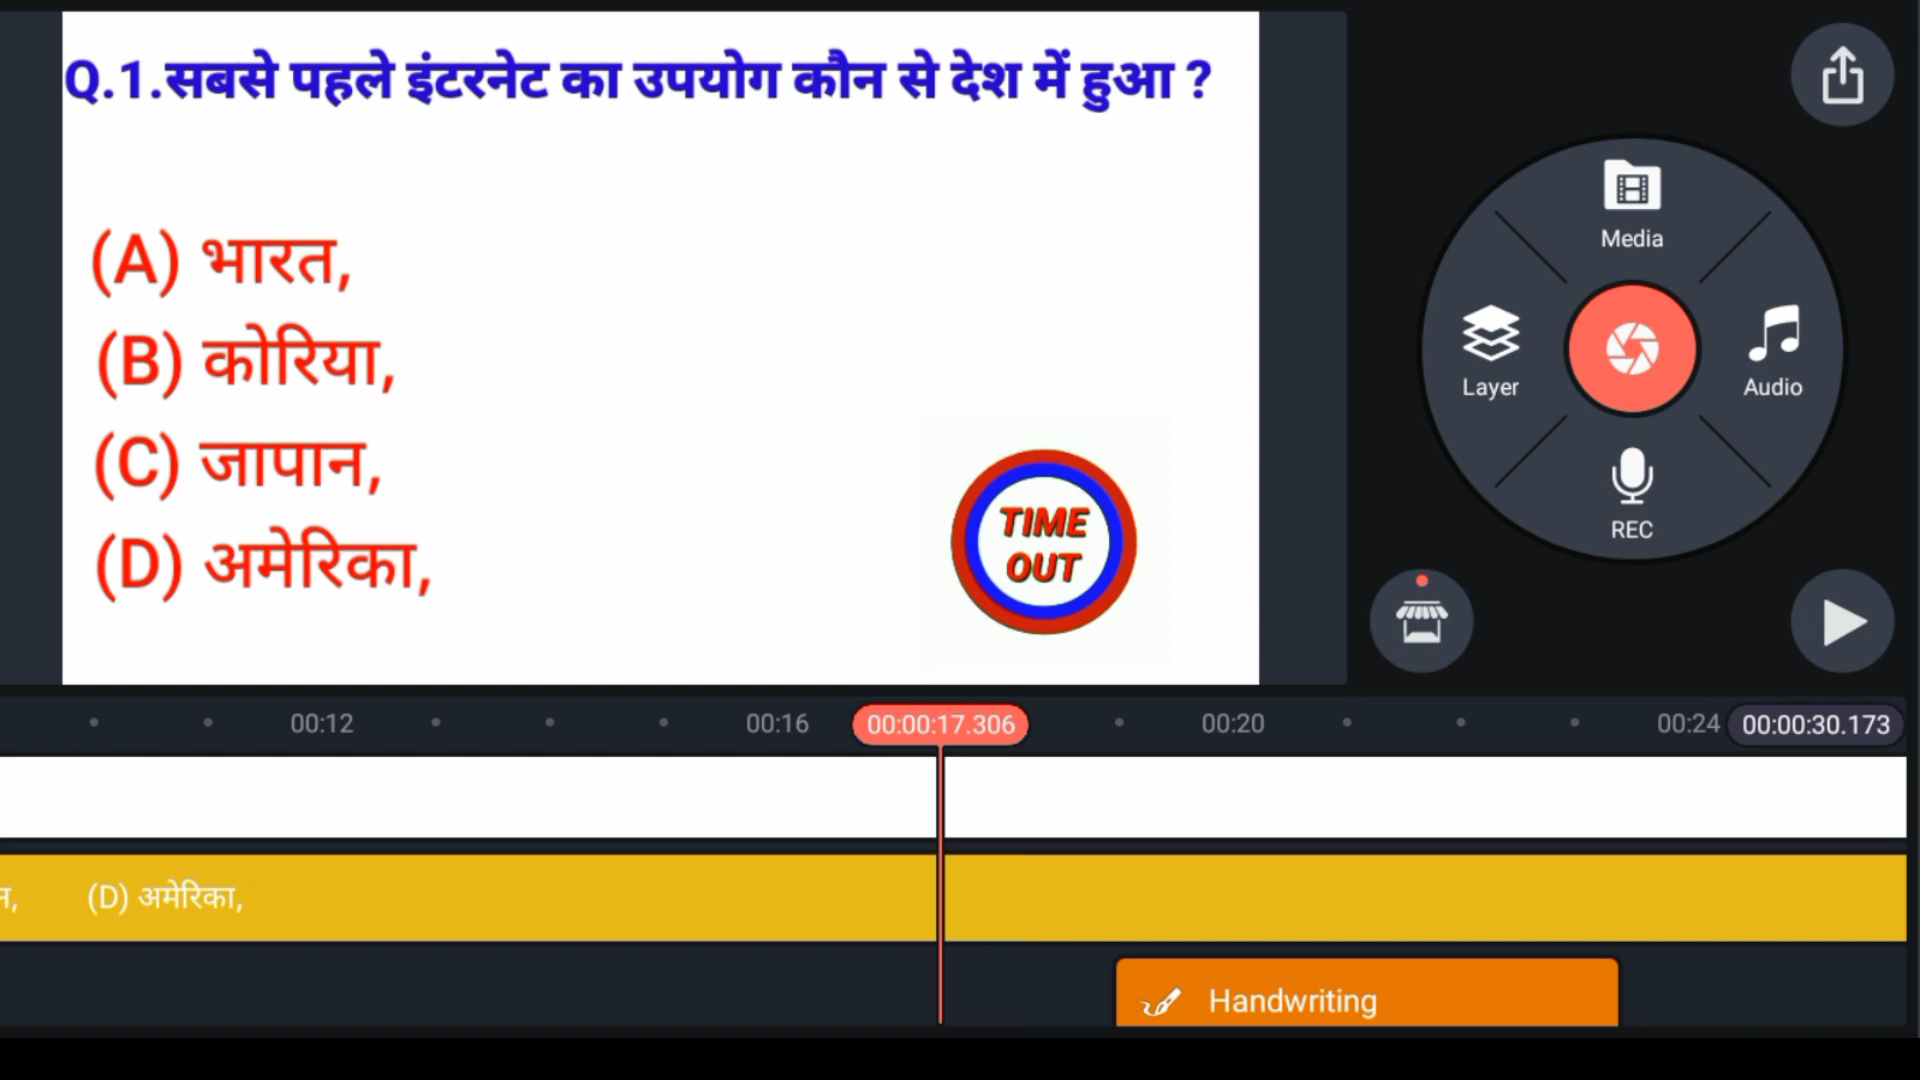 Q.1.सबसे पहले इंटरनेट का उपयोग कौन से देश में हुआ ?
(A) भारत,
(B) कोरिया,
(C) जापान,
(D) अमेरिका,
TIME
OUT
Media
Layer
Audio
REC
00:12
00:16
00:00:17.306
00:20
00:24
00:00:30.173
(D) अमेरिका,
Handwriting